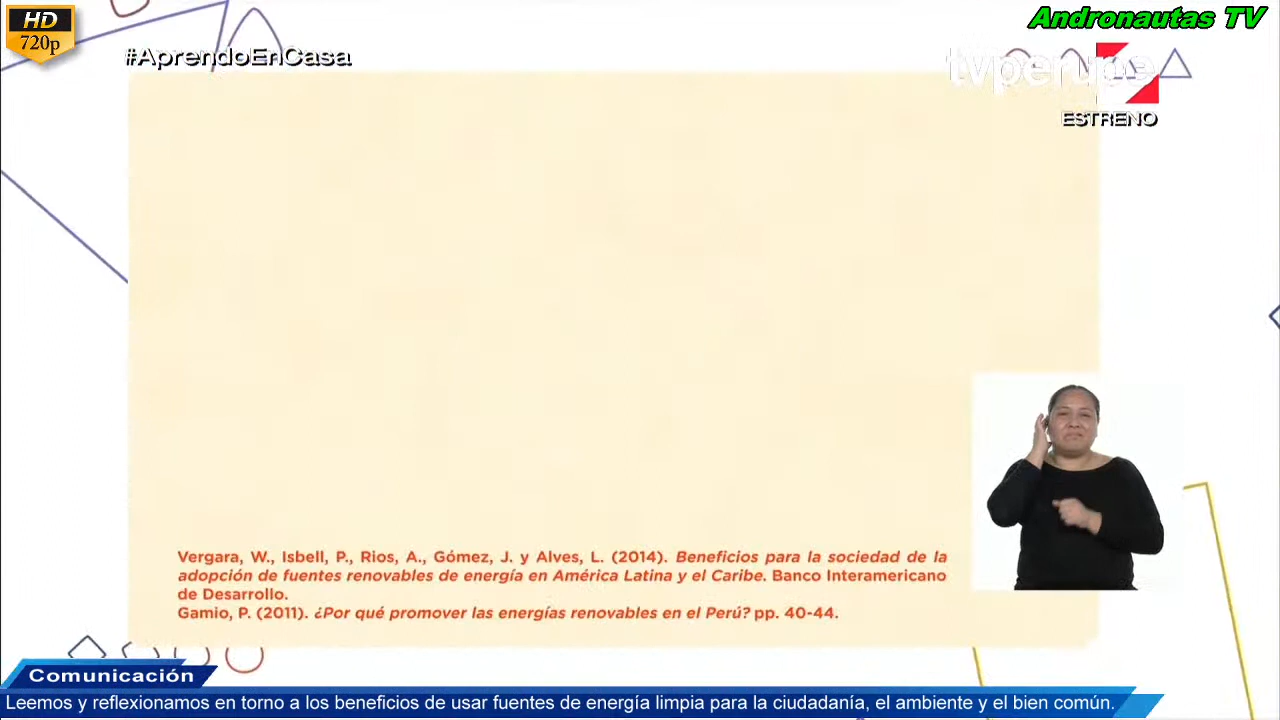 HD
720p
#AprendoEnCasa
Andronautas TV
tvperu.pe
ESTRENO
Vergara, W., Isbell, P., Rios, A., Gómez, J. y Alves, L. (2014). Beneficios para la sociedad de la
adopción de fuentes renovables de energía en América Latina y el Caribe. Banco Interamericano
de Desarrollo.
Gamio, P. (2011). ¿Por qué promover las energías renovables en el Perú? pp. 40-44.
Comunicación
Leemos y reflexionamos en torno a los beneficios de usar fuentes de energía limpia para la ciudadanía, el ambiente y el bien común.